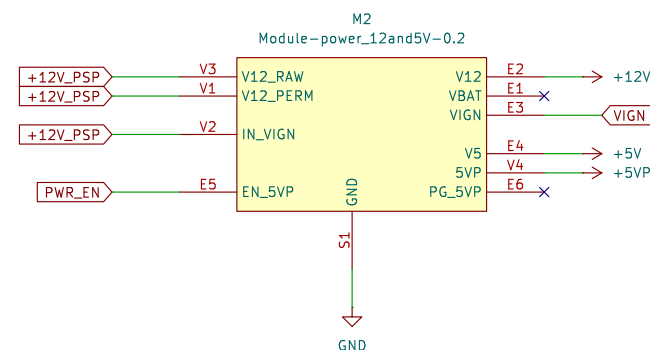 M2
Module-power_12and5V-0.2
+12V_PSP V3 V12_RAW V12 E2 +12V
+12V_PSP V1 V12_PERM VBAT E1
VIGN E3 VIGN
+12V_PSP V2 IN_VIGN
V5 E4 +5V
5VP V4 +5VP
PWR_EN E5 EN_5VP PG_5VP E6
GND
S1
GND